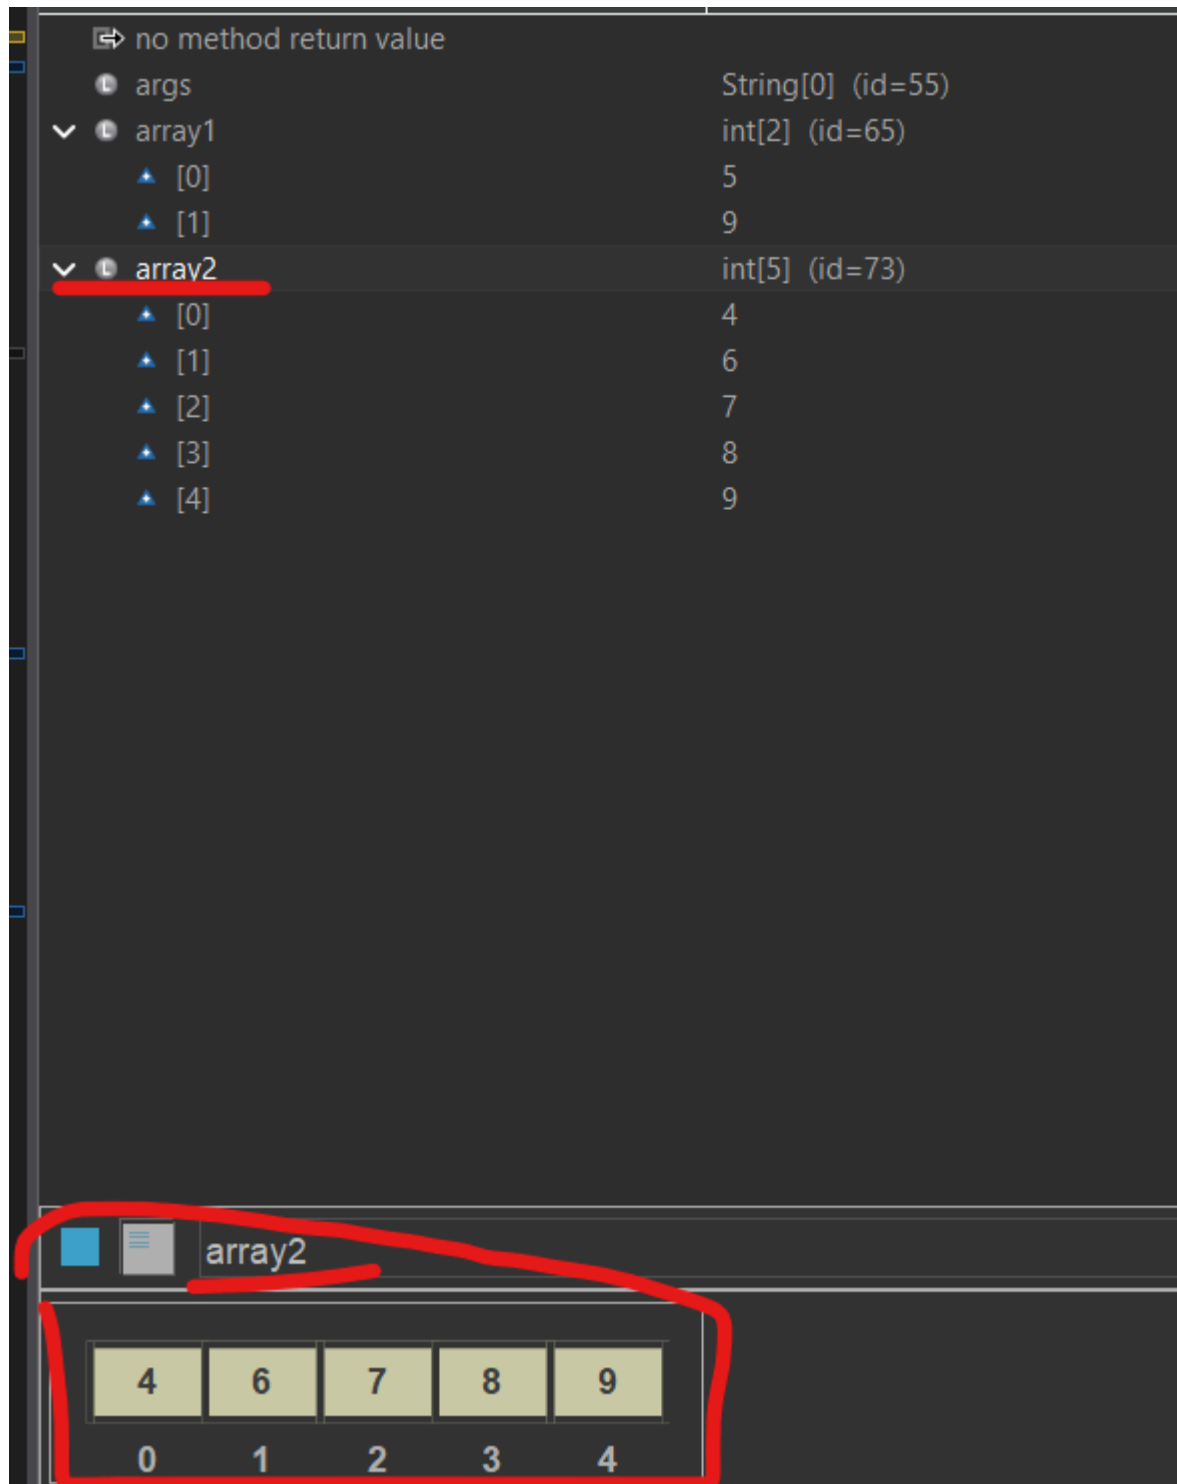 no method return value
args String[0] (id=55)
array1 int[2] (id=65)
[0] 5
[1] 9
array2 int[5] (id=73)
[0] 4
[1] 6
[2] 7
[3] 8
[4] 9
array2
4 6 7 8 9
0 1 2 3 4